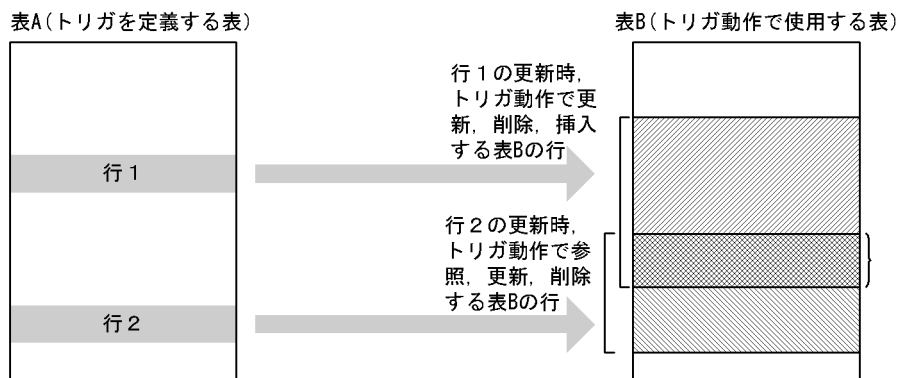 表A(トリガを定義する表)
表B(トリガ動作で使用する表)
行１の更新時,
トリガ動作で更
新, 削除, 挿入
する表Bの行
行１
行２の更新時,
トリガ動作で参
照, 更新, 削除
する表Bの行
行２